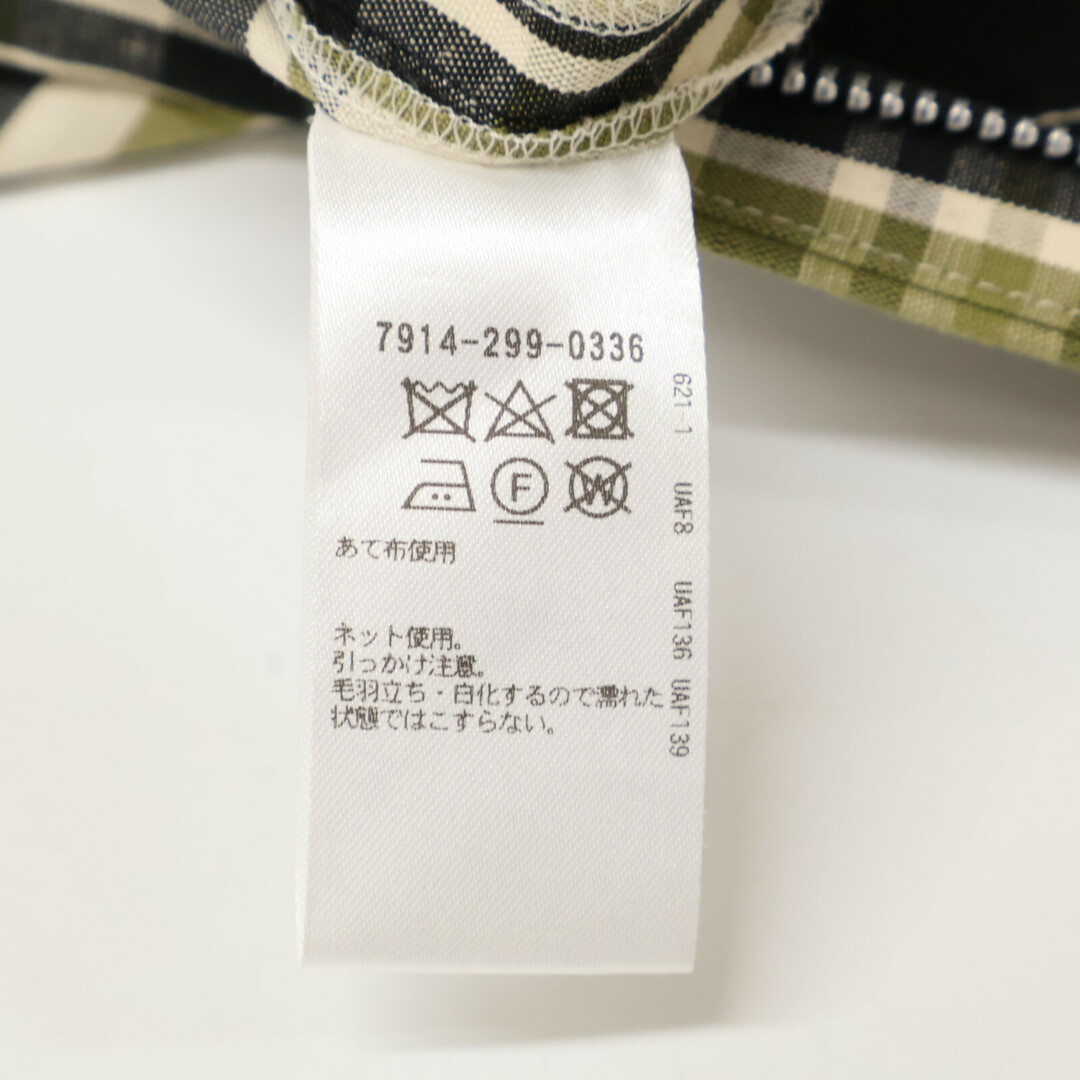 7914-299-0336
F
W
あて布使用
ネット使用。
引っかけ注意。
毛羽立ち・白化するので濡れた
状態ではこすらない。
621 1 UAF8 UAF136 UAF139